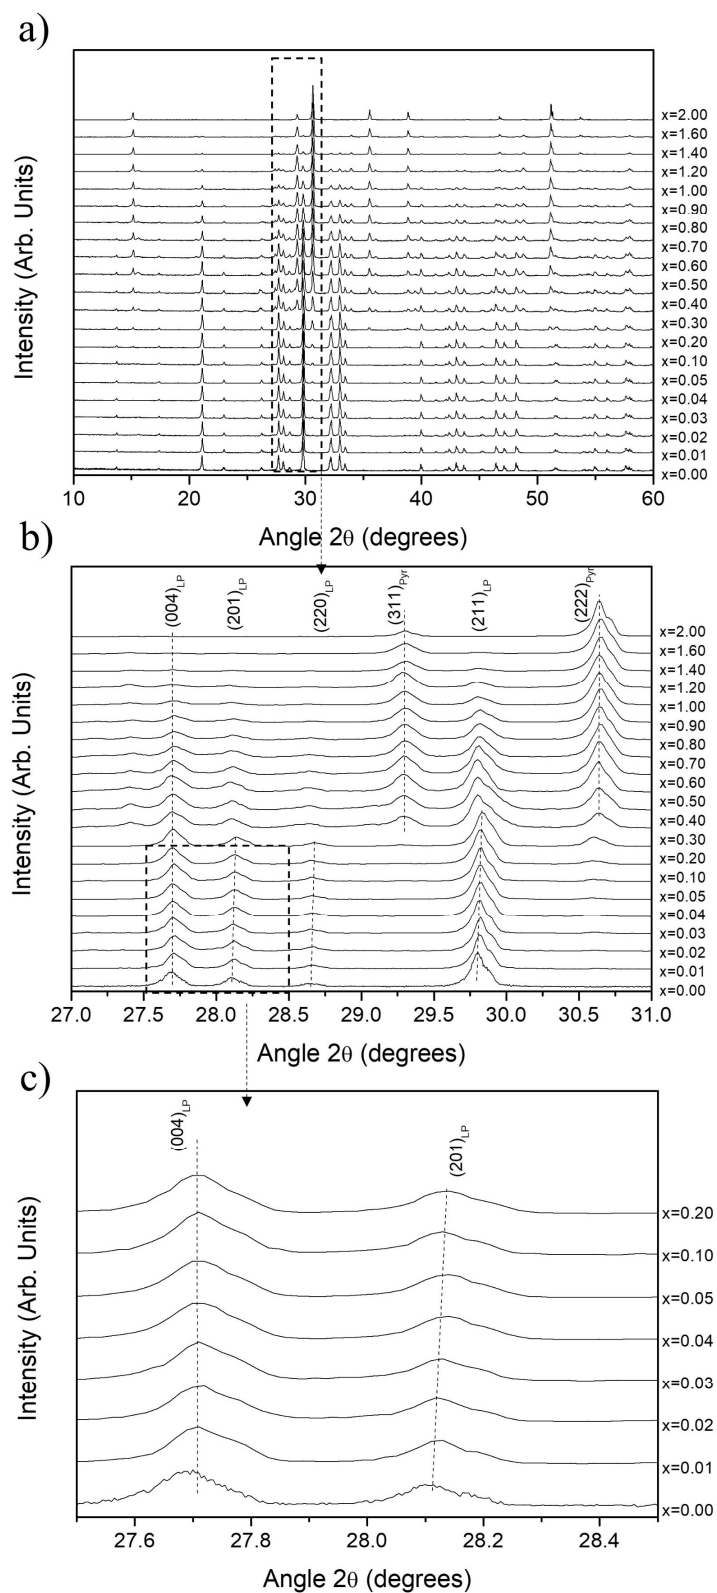 a)
Intensity (Arb. Units)
x=2.00
x=1.60
x=1.40
x=1.20
x=1.00
x=0.90
x=0.80
x=0.70
x=0.60
x=0.50
x=0.40
x=0.30
x=0.20
x=0.10
x=0.05
x=0.04
x=0.03
x=0.02
x=0.01
x=0.00
10 20 30 40 50 60
Angle 2θ (degrees)
b)
Intensity (Arb. Units)
(004)LP (201)LP (220)LP (311)Pyr (211)LP (222)Pyr
x=2.00
x=1.60
x=1.40
x=1.20
x=1.00
x=0.90
x=0.80
x=0.70
x=0.60
x=0.50
x=0.40
x=0.30
x=0.20
x=0.10
x=0.05
x=0.04
x=0.03
x=0.02
x=0.01
x=0.00
27.0 27.5 28.0 28.5 29.0 29.5 30.0 30.5 31.0
Angle 2θ (degrees)
c)
Intensity (Arb. Units)
(004)LP (201)LP
x=0.20
x=0.10
x=0.05
x=0.04
x=0.03
x=0.02
x=0.01
x=0.00
27.6 27.8 28.0 28.2 28.4
Angle 2θ (degrees)